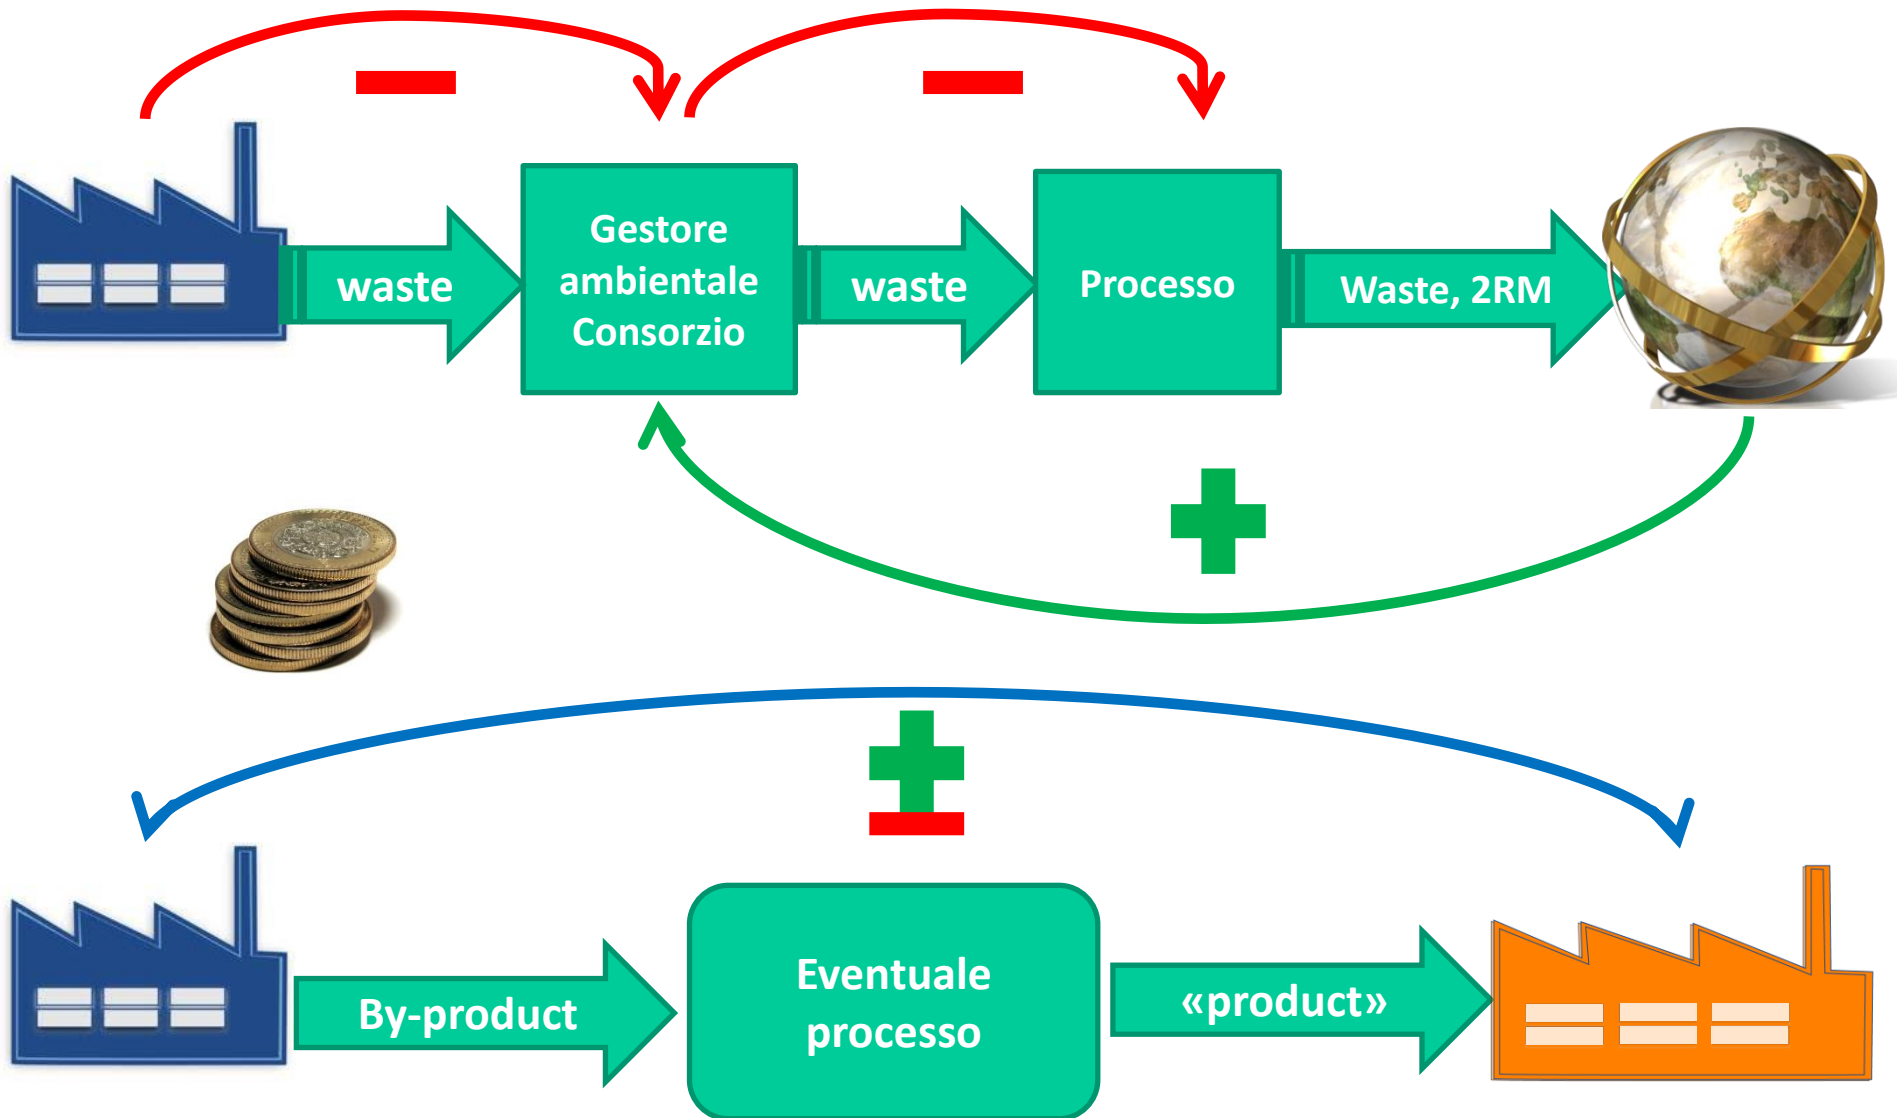 waste
Gestore
ambientale
Consorzio
waste
Processo
Waste, 2RM
By-product
Eventuale
processo
«product»